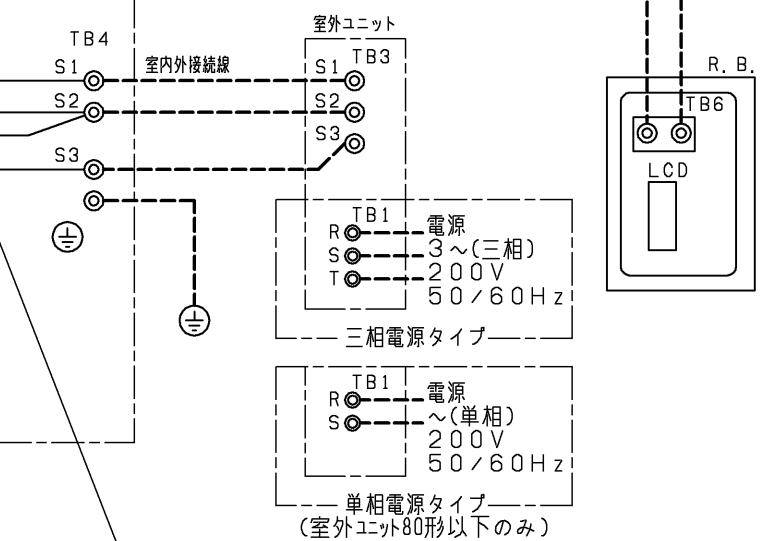 室外ユニット
TB4
TB3
S1
室内外接続線
S1
S2
S2
S3
S3
R. B.
TB6
LCD
TB1
R
S
T
電源
3～(三相)
200V
50/60Hz
三相電源タイプ
TB1
R
S
電源
～(単相)
200V
50/60Hz
単相電源タイプ
(室外ユニット80形以下のみ)